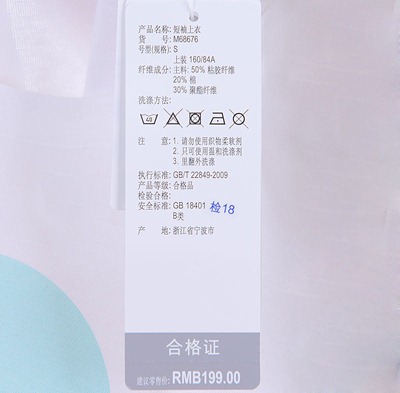 产品名称: 短袖上衣
货 号: M68676
号型(规格): S
上装 160/84A
纤维成分: 主料: 50% 粘胶纤维
20% 棉
30% 聚酯纤维
洗涤方法:
40
注 意: 1. 请勿使用织物柔软剂
2. 只可使用温和洗涤剂
3. 里翻外洗涤
执行标准: GB/T 22849-2009
产品等级: 合格品
检验合格:
安全标准: GB 18401 检18
B类
产 地: 浙江省宁波市
合格证
建议零售价: RMB199.00